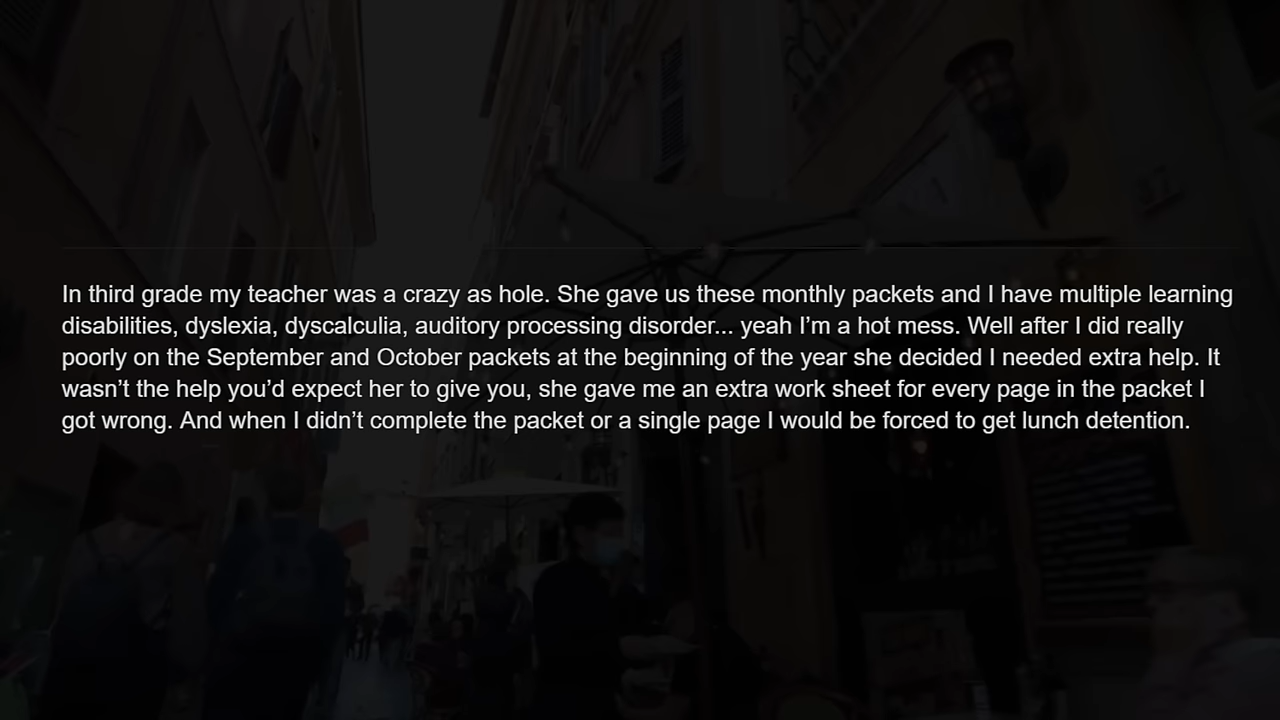 In third grade my teacher was a crazy as hole. She gave us these monthly packets and I have multiple learning
disabilities, dyslexia, dyscalculia, auditory processing disorder... yeah I’m a hot mess. Well after I did really
poorly on the September and October packets at the beginning of the year she decided I needed extra help. It
wasn’t the help you’d expect her to give you, she gave me an extra work sheet for every page in the packet I
got wrong. And when I didn’t complete the packet or a single page I would be forced to get lunch detention.